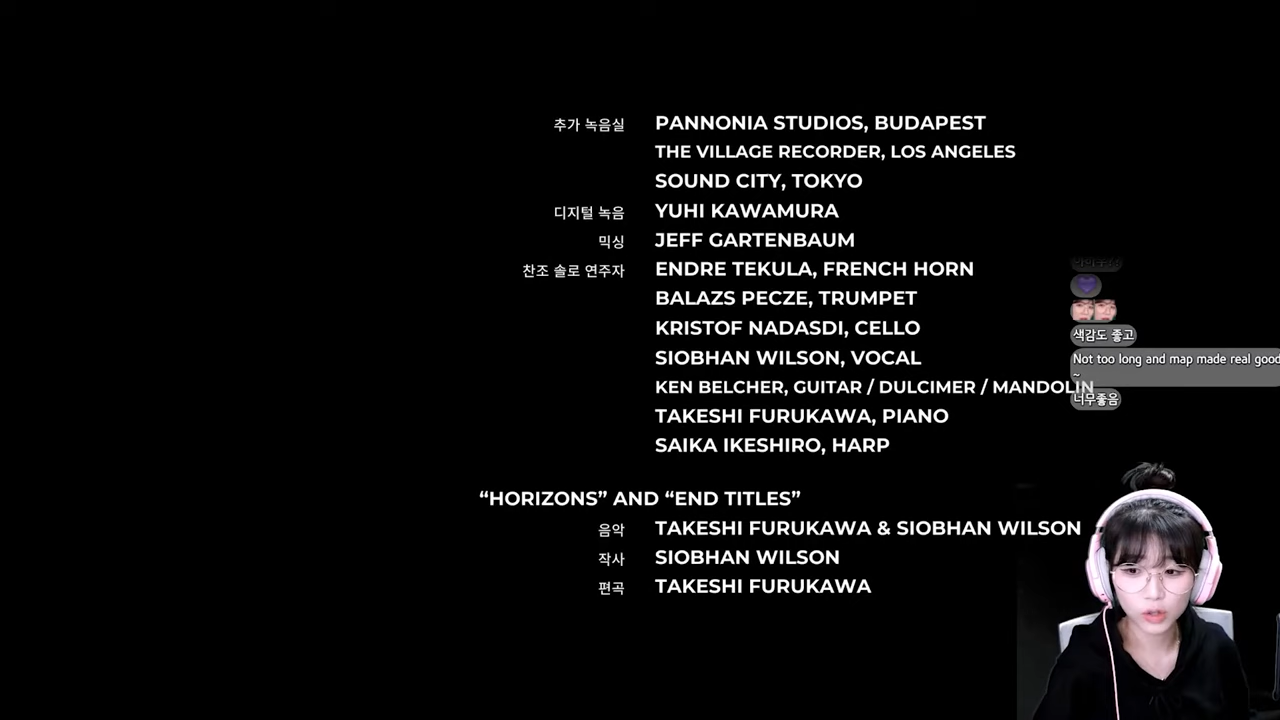 추가 녹음실 PANNONIA STUDIOS, BUDAPEST
THE VILLAGE RECORDER, LOS ANGELES
SOUND CITY, TOKYO
디지털 녹음 YUHI KAWAMURA
믹싱 JEFF GARTENBAUM
찬조 솔로 연주자 ENDRE TEKULA, FRENCH HORN
BALAZS PECZE, TRUMPET
KRISTOF NADASDI, CELLO
SIOBHAN WILSON, VOCAL
KEN BELCHER, GUITAR / DULCIMER / MANDOLIN
TAKESHI FURUKAWA, PIANO
SAIKA IKESHIRO, HARP
“HORIZONS” AND “END TITLES”
음악 TAKESHI FURUKAWA & SIOBHAN WILSON
작사 SIOBHAN WILSON
편곡 TAKESHI FURUKAWA
색감도 좋고
Not too long and map made real good
~
너무좋음